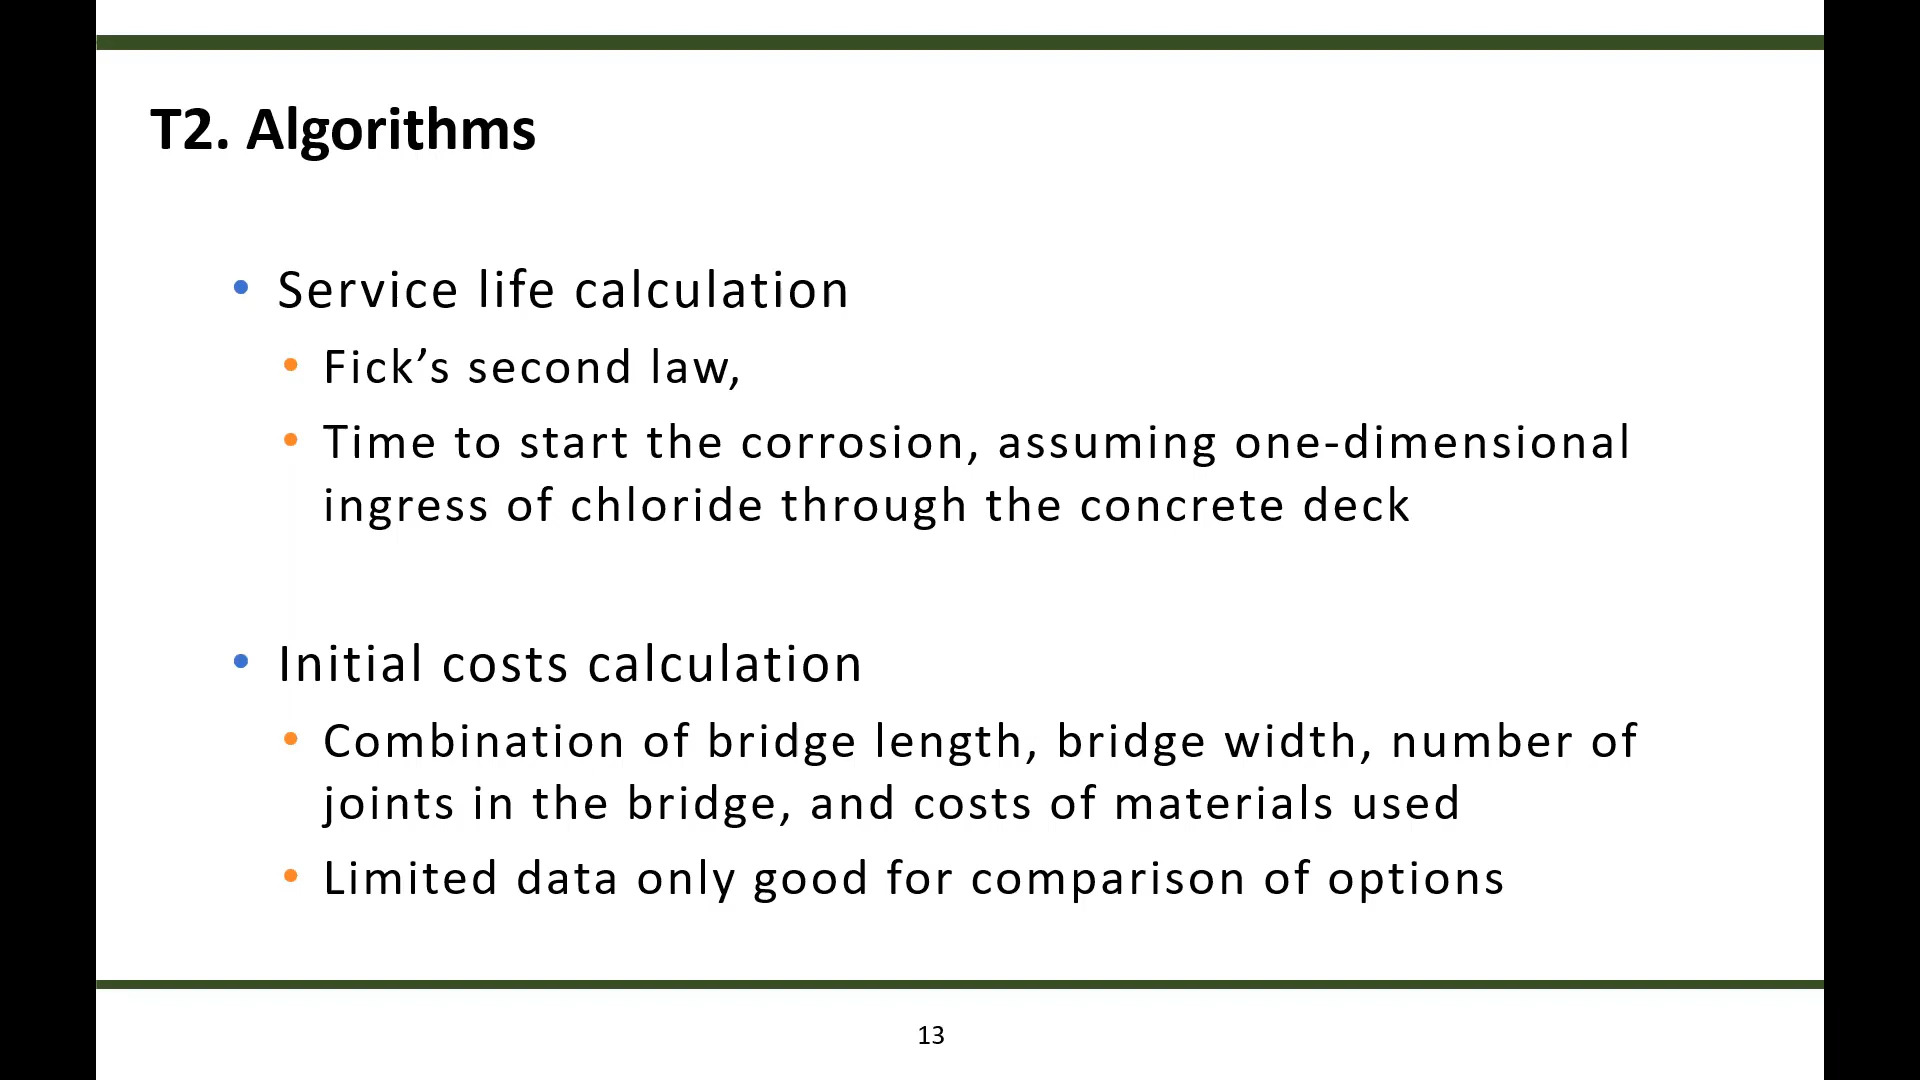 T2. Algorithms
• Service life calculation
• Fick’s second law,
• Time to start the corrosion, assuming one-dimensional
ingress of chloride through the concrete deck
• Initial costs calculation
• Combination of bridge length, bridge width, number of
joints in the bridge, and costs of materials used
• Limited data only good for comparison of options
13